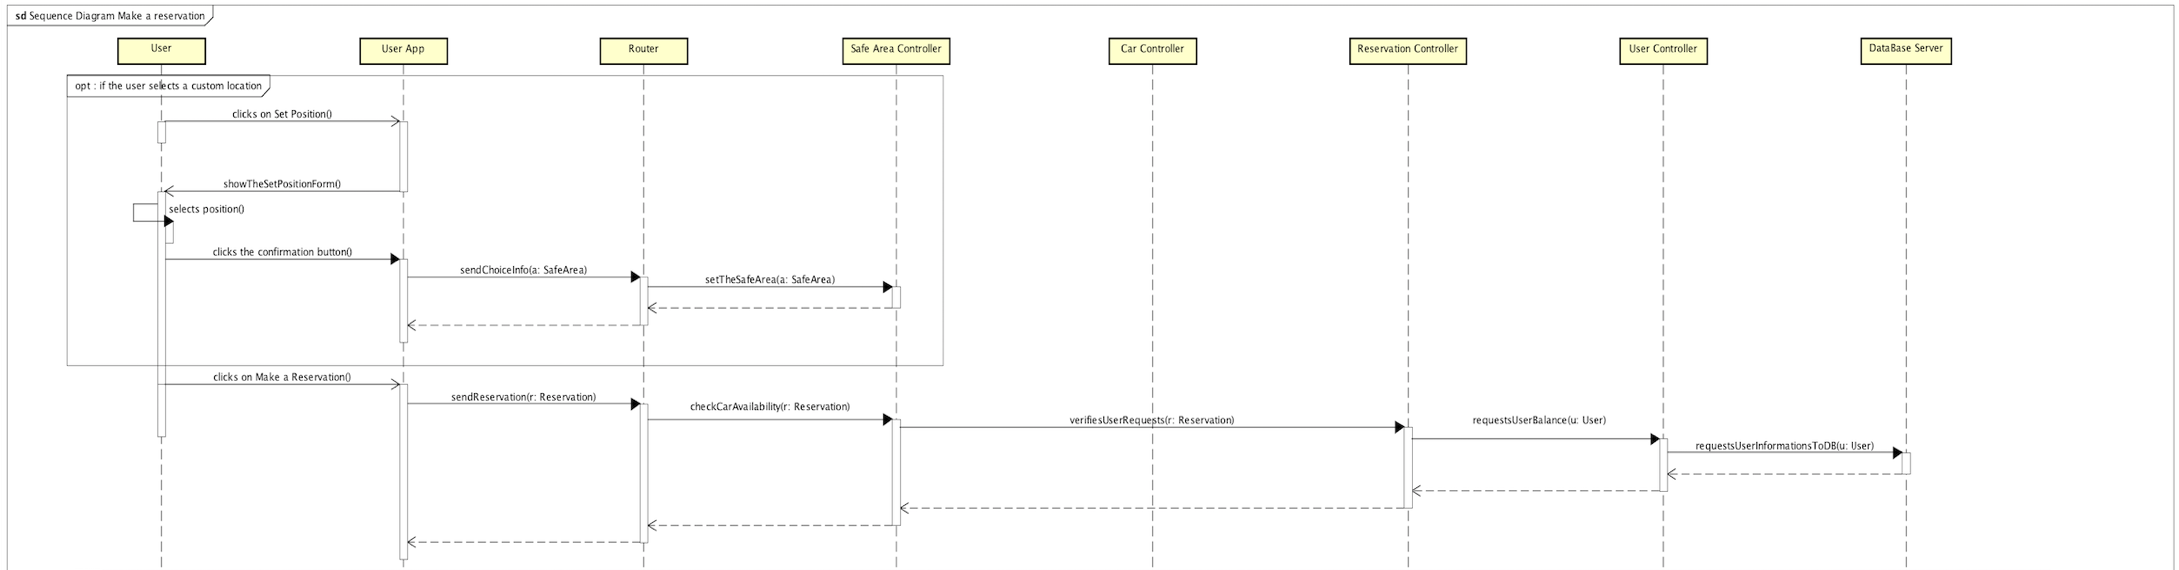 sd Sequence Diagram Make a reservation
User
User App
Router
Safe Area Controller
Car Controller
Reservation Controller
User Controller
DataBase Server
opt : if the user selects a custom location
clicks on Set Position()
showTheSetPositionForm()
selects position()
clicks the confirmation button()
sendChoiceInfo(a: SafeArea)
setTheSafeArea(a: SafeArea)
clicks on Make a Reservation()
sendReservation(r: Reservation)
checkCarAvailability(r: Reservation)
verifiesUserRequests(r: Reservation)
requestsUserBalance(u: User)
requestsUserInformationsToDB(u: User)